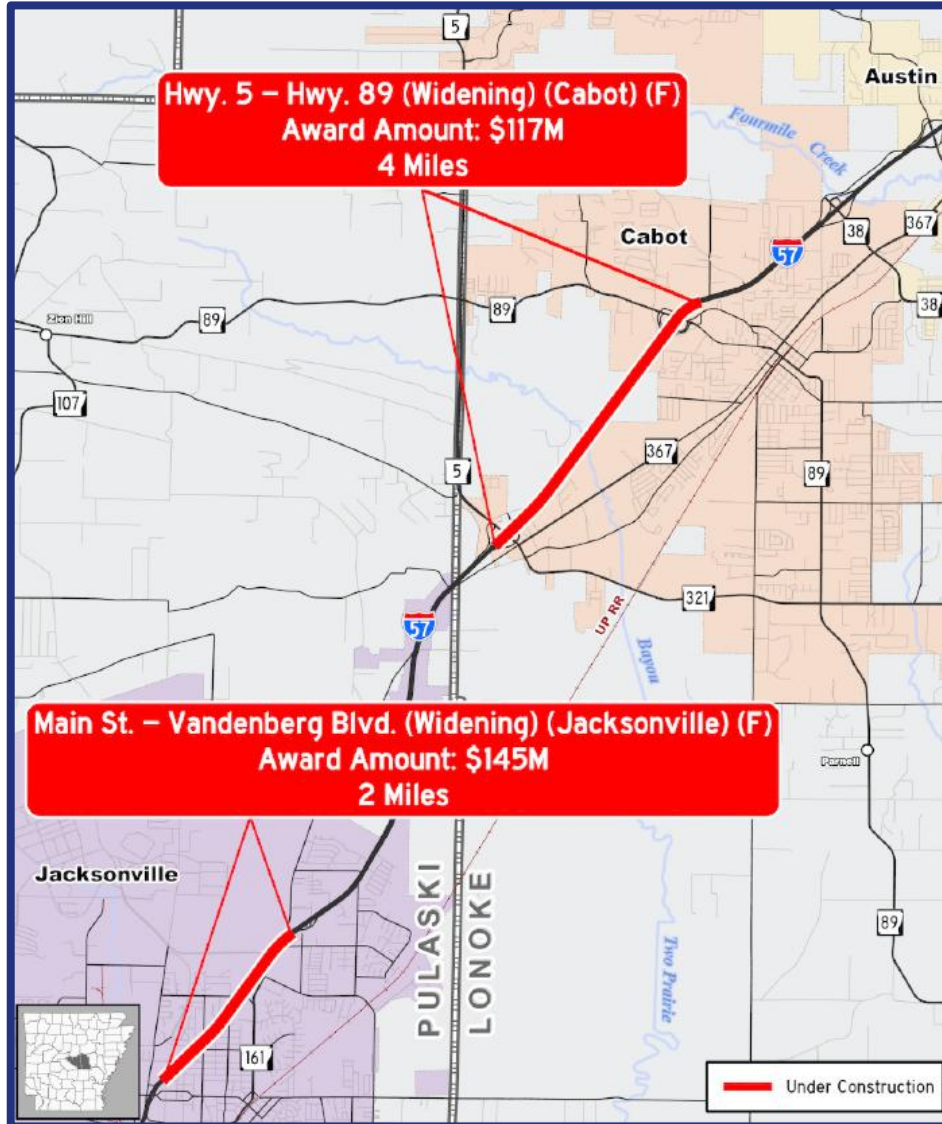 5
Austin
Hwy. 5 – Hwy. 89 (Widening) (Cabot) (F)
Award Amount: $117M
4 Miles
Fourmile
Creek
367
38
Cabot
57
89
89
38
Zion Hill
107
367
5
89
321
UP RR
57
Bayou
Main St. – Vandenberg Blvd. (Widening) (Jacksonville) (F)
Award Amount: $145M
2 Miles
Parnell
Jacksonville
PULASKI
LONOKE
89
Two Prairie
161
Under Construction